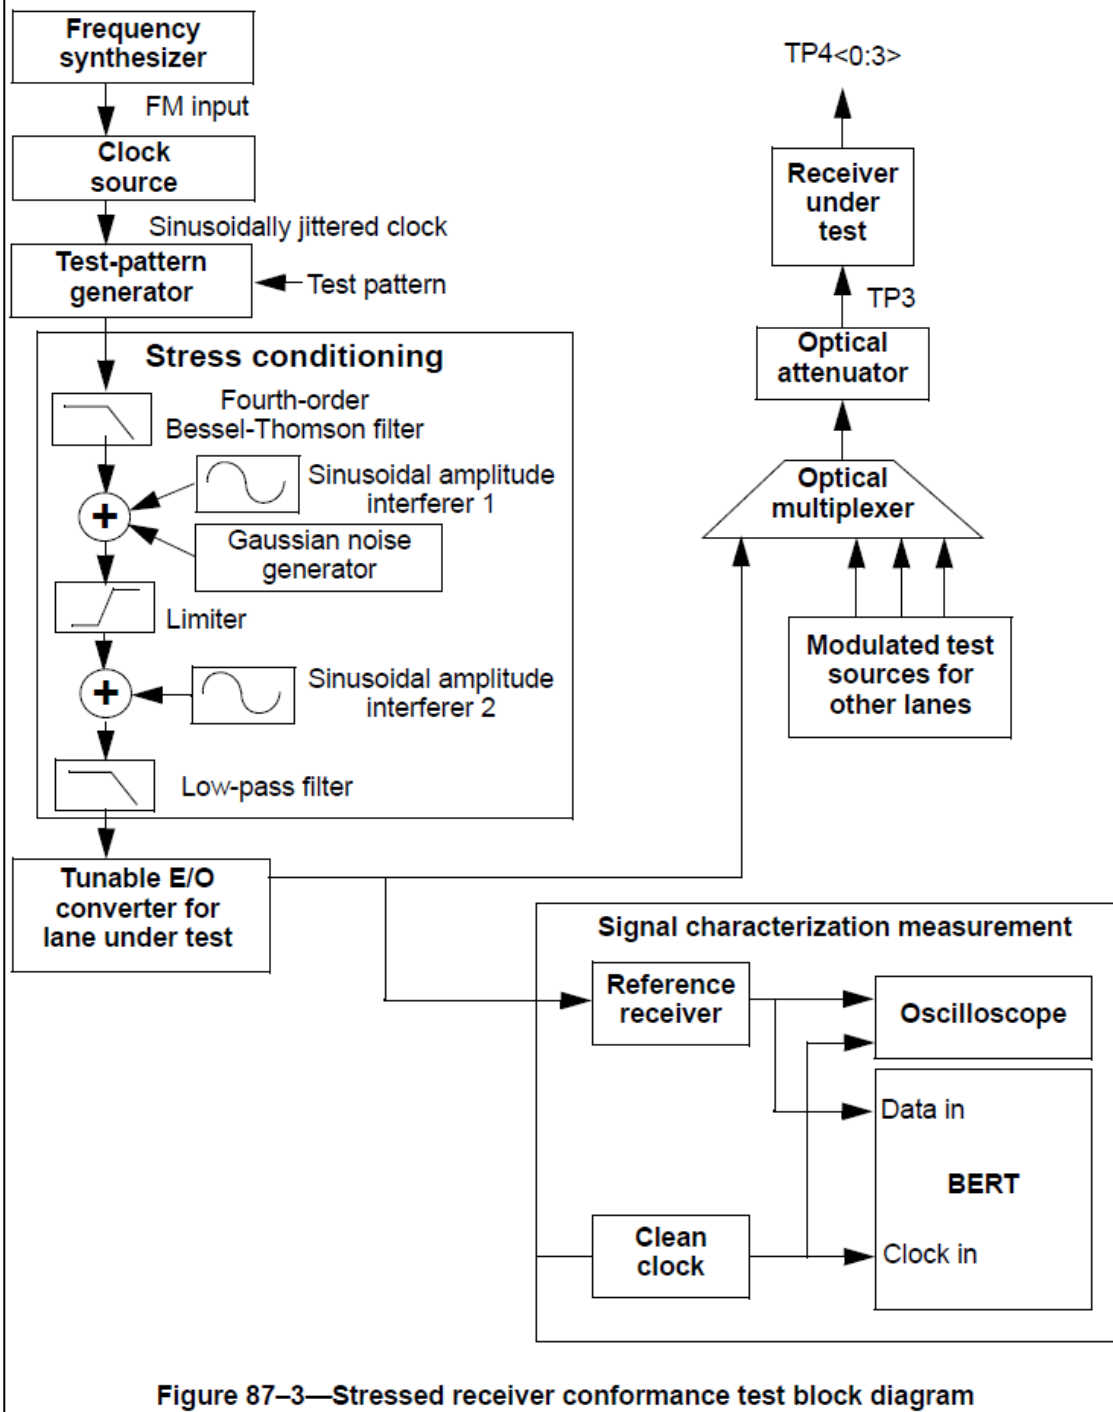 Frequency
synthesizer
FM input
Clock
source
Sinusoidally jittered clock
Test-pattern
generator
Test pattern
Stress conditioning
Fourth-order
Bessel-Thomson filter
+
Sinusoidal amplitude
interferer 1
Gaussian noise
generator
Limiter
+
Sinusoidal amplitude
interferer 2
Low-pass filter
Tunable E/O
converter for
lane under test
TP4<0:3>
Receiver
under
test
TP3
Optical
attenuator
Optical
multiplexer
Modulated test
sources for
other lanes
Signal characterization measurement
Reference
receiver
Oscilloscope
Data in
BERT
Clean
clock
Clock in
Figure 87–3—Stressed receiver conformance test block diagram